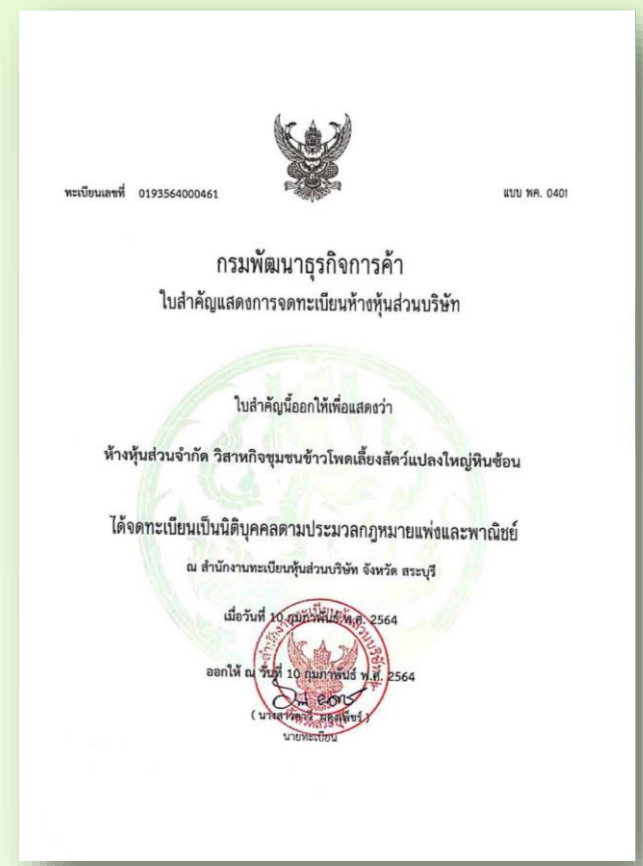 ทะเบียนเลขที่ 0193564000461
แบบ พค. 0401
กรมพัฒนาธุรกิจการค้า
ใบสำคัญแสดงการจดทะเบียนห้างหุ้นส่วนบริษัท
ใบสำคัญนี้ออกให้เพื่อแสดงว่า
ห้างหุ้นส่วนจำกัด วิสาหกิจชุมชนข้าวโพดเลี้ยงสัตว์แปลงใหญ่หินซ้อน
ได้จดทะเบียนเป็นนิติบุคคลตามประมวลกฎหมายแพ่งและพาณิชย์
ณ สำนักงานทะเบียนหุ้นส่วนบริษัท จังหวัด สระบุรี
เมื่อวันที่ 10 กุมภาพันธ์ พ.ศ. 2564
ออกให้ ณ วันที่ 10 กุมภาพันธ์ พ.ศ. 2564
นายทะเบียน